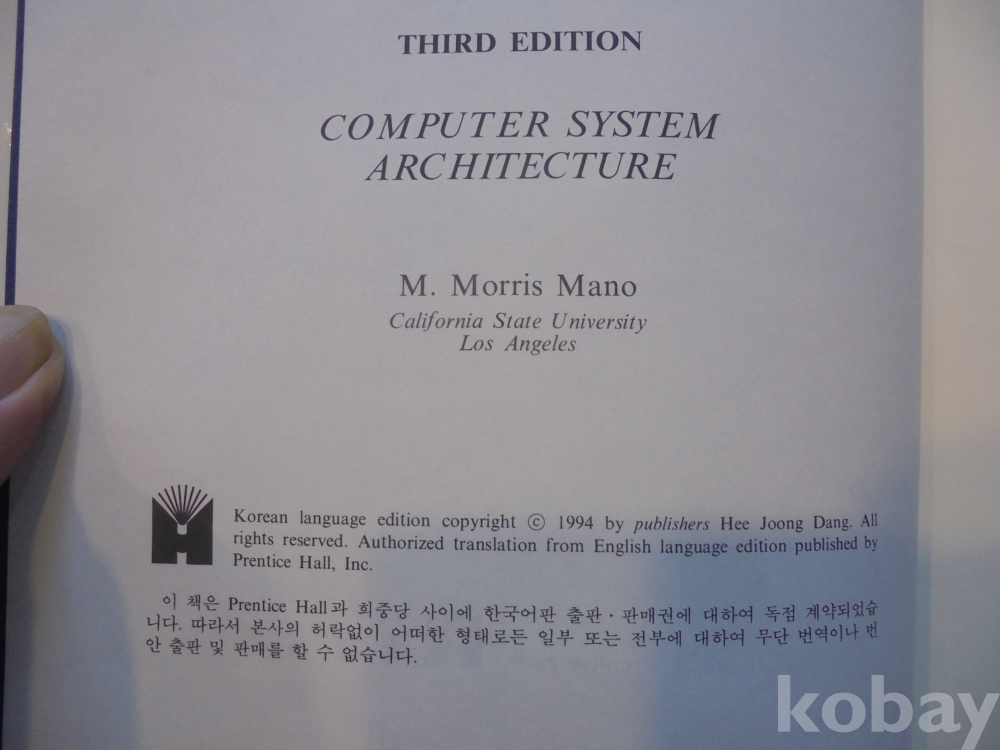 THIRD EDITION
COMPUTER SYSTEM
ARCHITECTURE
M. Morris Mano
California State University
Los Angeles
Korean language edition copyright ⓒ 1994 by publishers Hee Joong Dang. All
rights reserved. Authorized translation from English language edition published by
Prentice Hall, Inc.
이 책은 Prentice Hall과 희중당 사이에 한국어판 출판·판매권에 대하여 독점 계약되었습
니다. 따라서 본사의 허락없이 어떠한 형태로든 일부 또는 전부에 대하여 무단 번역이나 번
안 출판 및 판매를 할 수 없습니다.
kobay